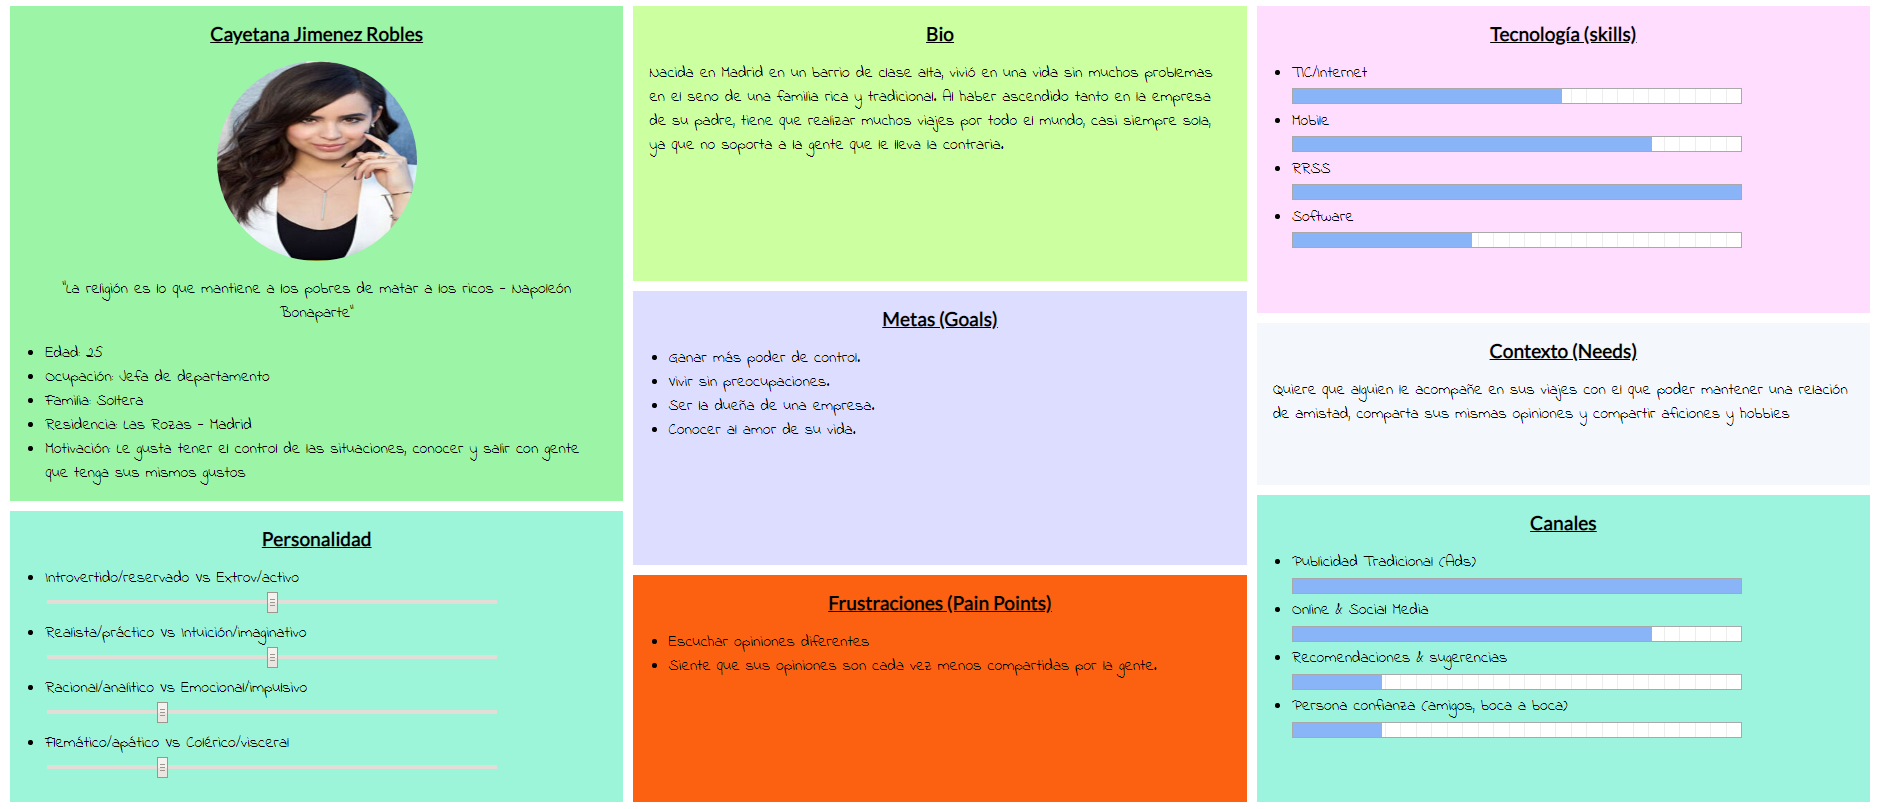 Cayetana Jimenez Robles
"La religión es lo que mantiene a los pobres de matar a los ricos - Napoleón
Bonaparte"
Edad: 25
Ocupación: Jefa de departamento
Familia: Soltera
Residencia: Las Rozas - Madrid
Motivación: Le gusta tener el control de las situaciones, conocer y salir con gente
que tenga sus mismos gustos
Personalidad
Introvertido/reservado Vs Extrov/activo
Realista/práctico Vs Intuición/imaginativo
Racional/analítico Vs Emocional/impulsivo
Flemático/apático Vs Colérico/visceral
Bio
Nacida en Madrid en un barrio de clase alta, vivió en una vida sin muchos problemas
en el seno de una familia rica y tradicional. Al haber ascendido tanto en la empresa
de su padre, tiene que realizar muchos viajes por todo el mundo, casi siempre sola,
ya que no soporta a la gente que le lleva la contraria.
Metas (Goals)
Ganar más poder de control.
Vivir sin preocupaciones.
Ser la dueña de una empresa.
Conocer al amor de su vida.
Frustraciones (Pain Points)
Escuchar opiniones diferentes
Siente que sus opiniones son cada vez menos compartidas por la gente.
Tecnología (skills)
TIC/Internet
Mobile
RRSS
Software
Contexto (Needs)
Quiere que alguien le acompañe en sus viajes con el que poder mantener una relación
de amistad, comparta sus mismas opiniones y compartir aficiones y hobbies
Canales
Publicidad Tradicional (Ads)
Online & Social Media
Recomendaciones & sugerencias
Persona confianza (amigos, boca a boca)